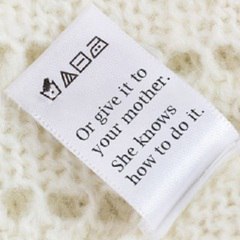 Or give it to
your mother.
She knows
how to do it.